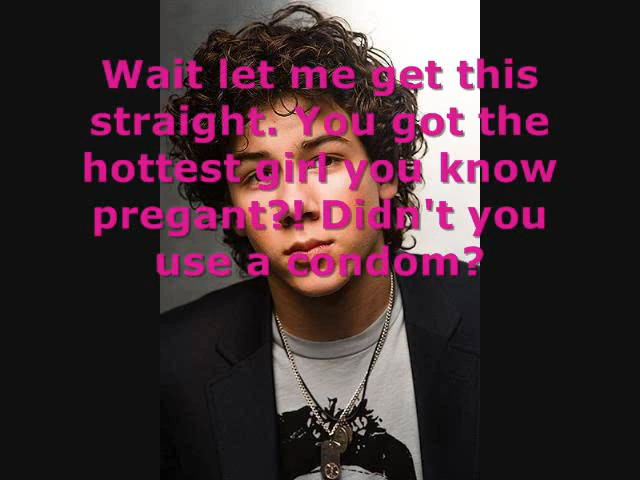 Wait let me get this
straight. You got the
hottest girl you know
pregant?! Didn't you
use a condom?